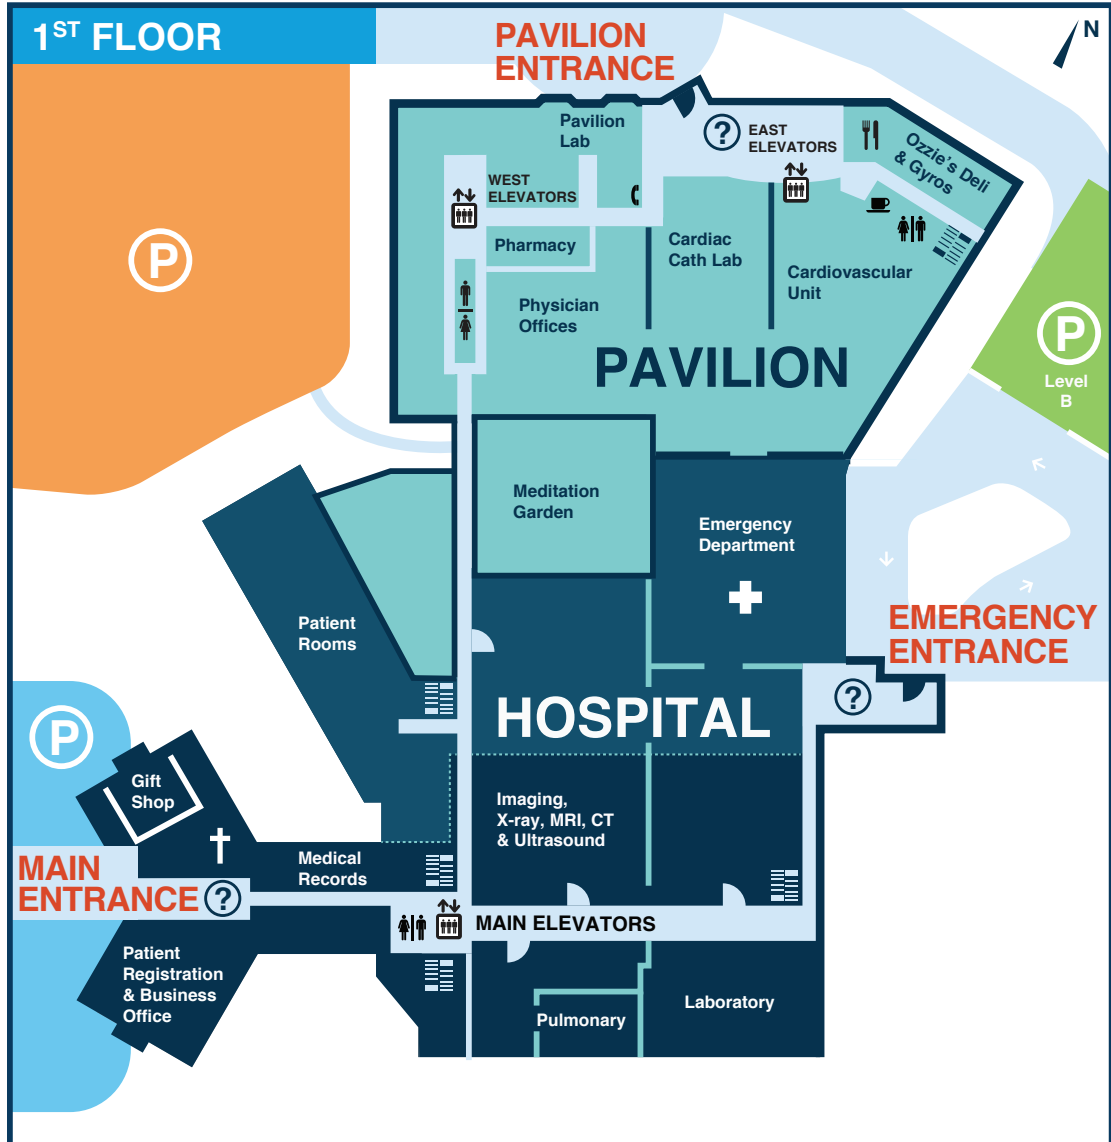 1ST FLOOR
PAVILION
ENTRANCE
N
Pavilion
Lab
?
EAST
ELEVATORS
Ozzie's Deli
& Gyros
WEST
ELEVATORS
Pharmacy
Cardiac
Cath Lab
Cardiovascular
Unit
P
Physician
Offices
PAVILION
P
Level
B
Meditation
Garden
Emergency
Department
Patient
Rooms
EMERGENCY
ENTRANCE
?
HOSPITAL
P
Gift
Shop
Imaging,
X-ray, MRI, CT
& Ultrasound
Medical
Records
MAIN
ENTRANCE
?
MAIN ELEVATORS
Patient
Registration
& Business
Office
Laboratory
Pulmonary